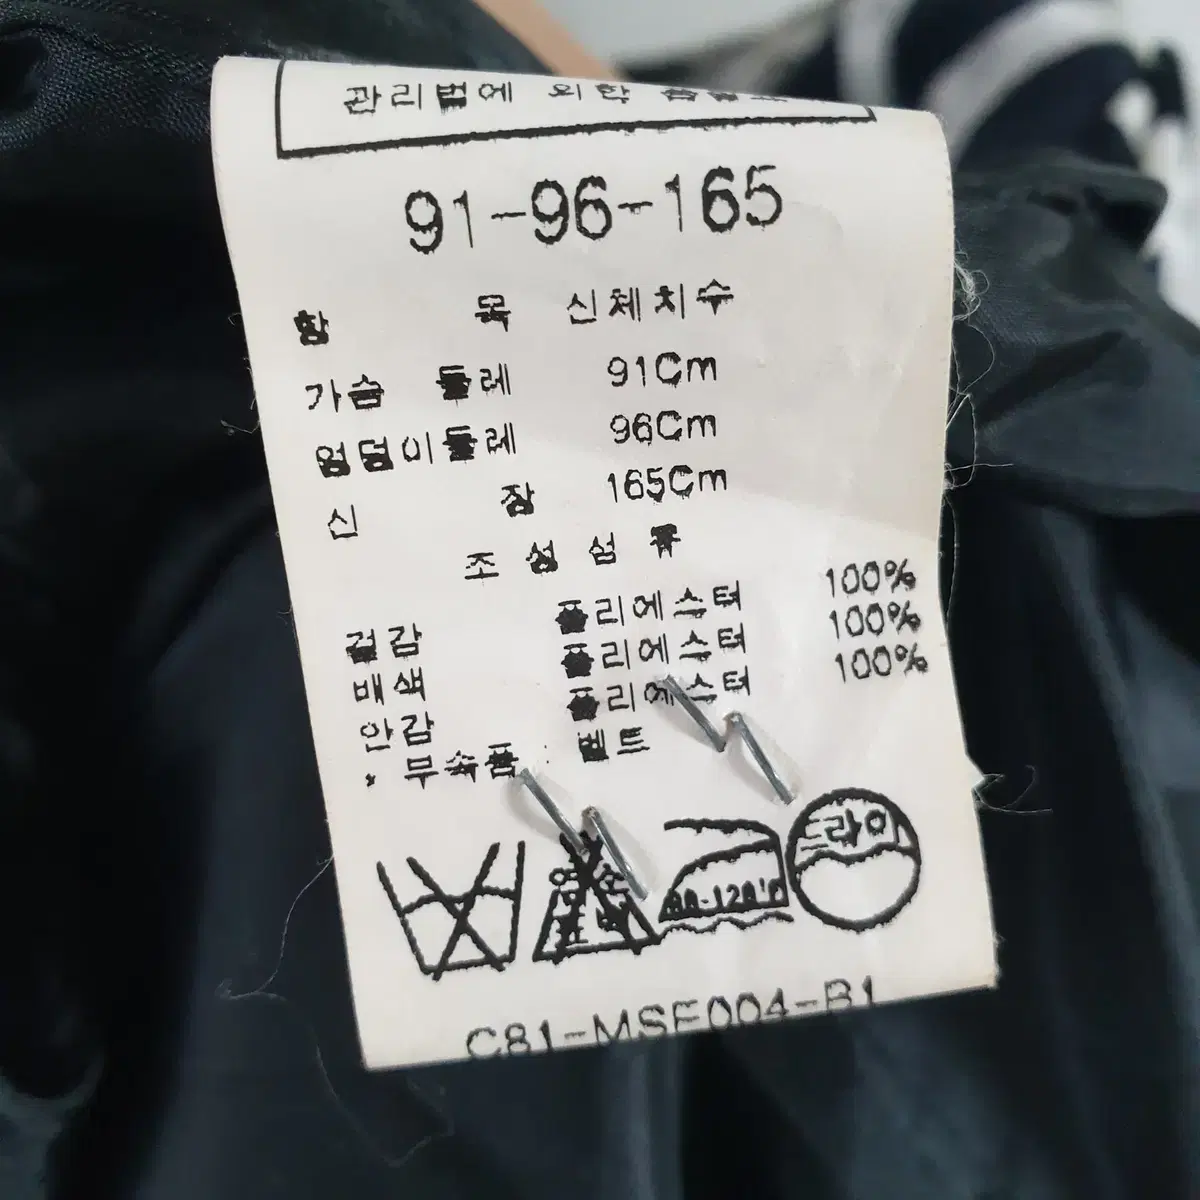 관리법에 의한
91-96-165
항 목 신체치수
가슴 둘레 91Cm
엉덩이둘레 96Cm
신 장 165Cm
조 성 섬 유
겉감 폴리에스터 100%
배색 폴리에스터 100%
안감 폴리에스터 100%
* 부속품 : 벨트
드라이
C81-MSF004-B1